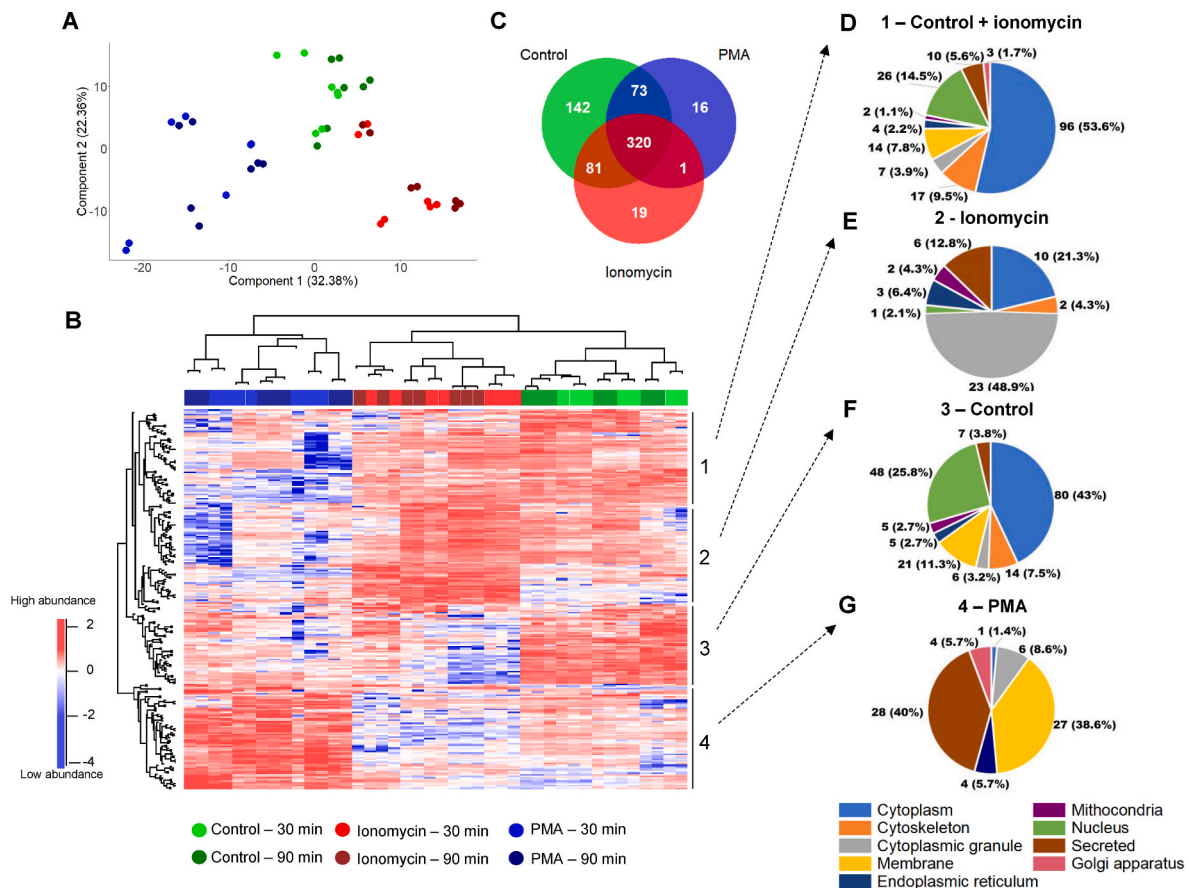 A
Component 2 (22.36%)
10
0
-10
-20
-10
0
10
Component 1 (32.38%)
B
High abundance
2
0
-2
-4
Low abundance
1
2
3
4
Control – 30 min
Ionomycin – 30 min
PMA – 30 min
Control – 90 min
Ionomycin – 90 min
PMA – 90 min
C
Control
PMA
142
73
16
320
81
1
19
Ionomycin
D
1 – Control + ionomycin
10 (5.6%)
3 (1.7%)
26 (14.5%)
2 (1.1%)
4 (2.2%)
14 (7.8%)
7 (3.9%)
17 (9.5%)
96 (53.6%)
E
2 - Ionomycin
6 (12.8%)
10 (21.3%)
2 (4.3%)
3 (6.4%)
1 (2.1%)
2 (4.3%)
23 (48.9%)
F
3 – Control
7 (3.8%)
48 (25.8%)
80 (43%)
5 (2.7%)
5 (2.7%)
21 (11.3%)
6 (3.2%)
14 (7.5%)
G
4 – PMA
1 (1.4%)
4 (5.7%)
6 (8.6%)
28 (40%)
27 (38.6%)
4 (5.7%)
Cytoplasm
Cytoskeleton
Cytoplasmic granule
Membrane
Endoplasmic reticulum
Mithocondria
Nucleus
Secreted
Golgi apparatus